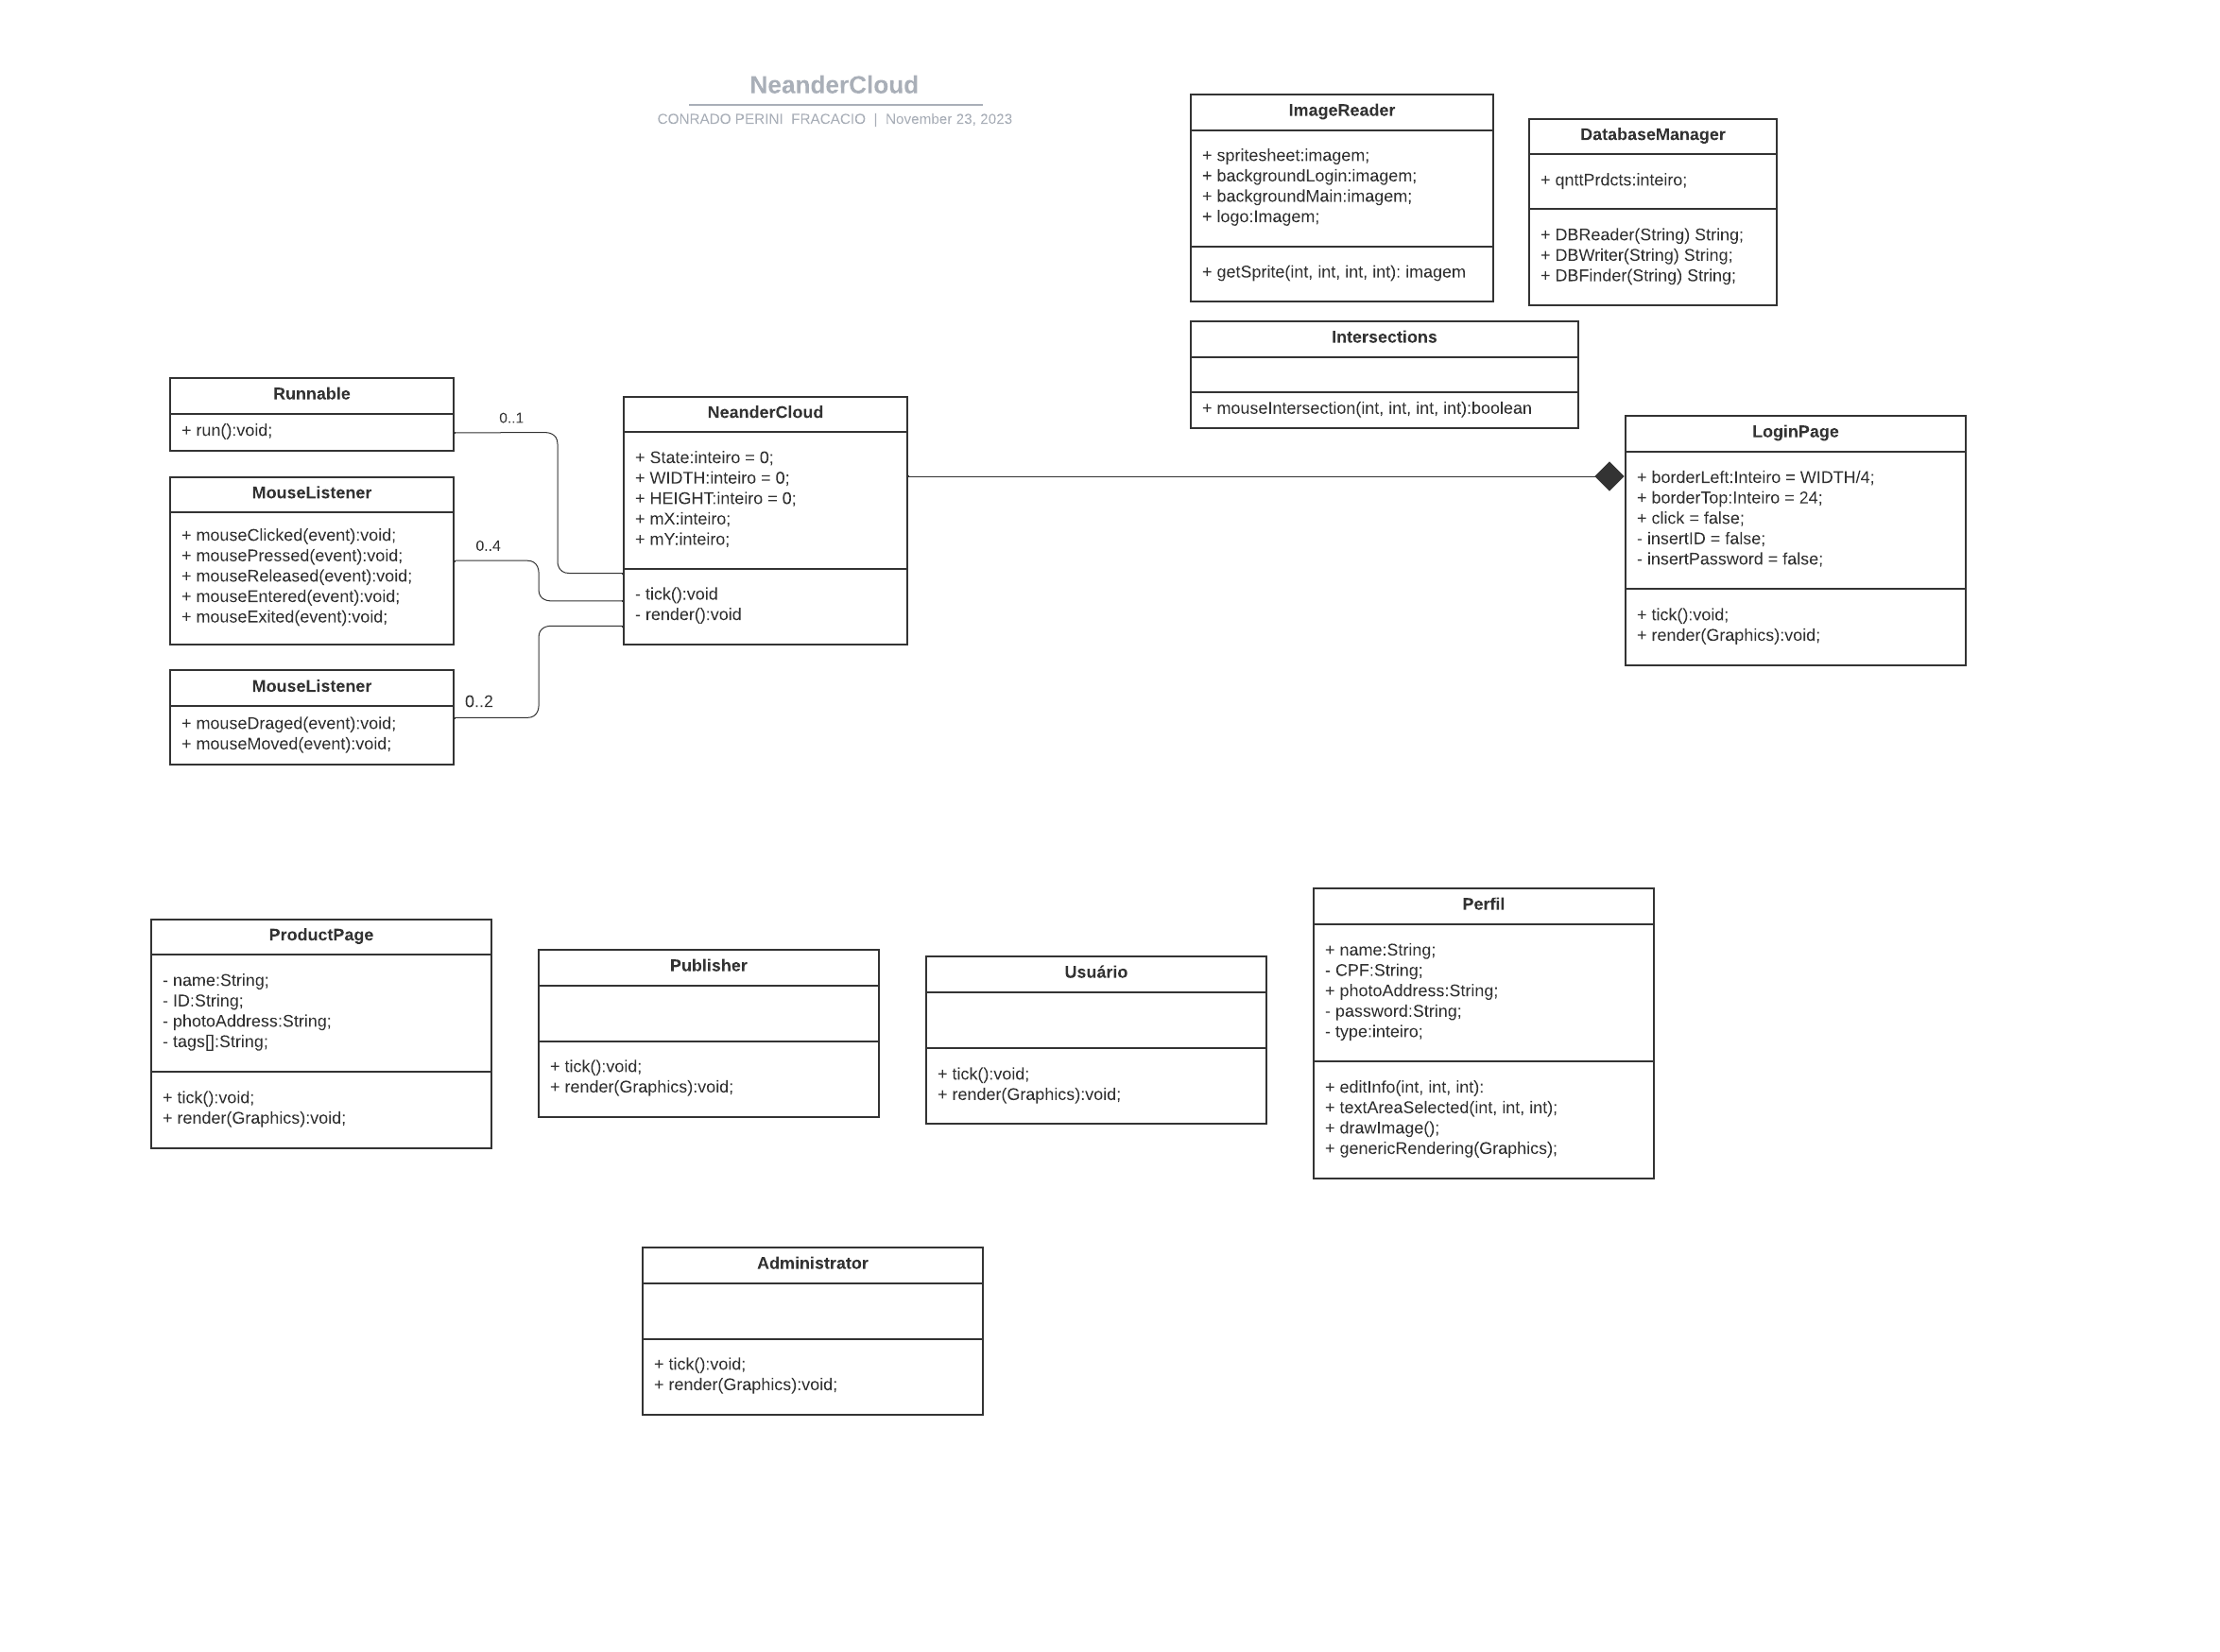 NeanderCloud
CONRADO PERINI  FRACACIO  |  November 23, 2023
ImageReader
+ spritesheet:imagem;
+ backgroundLogin:imagem;
+ backgroundMain:imagem;
+ logo:Imagem;
+ getSprite(int, int, int, int): imagem
DatabaseManager
+ qnttPrdcts:inteiro;
+ DBReader(String) String;
+ DBWriter(String) String;
+ DBFinder(String) String;
Intersections
+ mouseIntersection(int, int, int, int):boolean
Runnable
+ run():void;
0..1
MouseListener
+ mouseClicked(event):void;
+ mousePressed(event):void;
+ mouseReleased(event):void;
+ mouseEntered(event):void;
+ mouseExited(event):void;
0..4
MouseListener
+ mouseDraged(event):void;
+ mouseMoved(event):void;
0..2
NeanderCloud
+ State:inteiro = 0;
+ WIDTH:inteiro = 0;
+ HEIGHT:inteiro = 0;
+ mX:inteiro;
+ mY:inteiro;
- tick():void
- render():void
LoginPage
+ borderLeft:Inteiro = WIDTH/4;
+ borderTop:Inteiro = 24;
+ click = false;
- insertID = false;
- insertPassword = false;
+ tick():void;
+ render(Graphics):void;
ProductPage
- name:String;
- ID:String;
- photoAddress:String;
- tags[]:String;
+ tick():void;
+ render(Graphics):void;
Publisher
+ tick():void;
+ render(Graphics):void;
Usuário
+ tick():void;
+ render(Graphics):void;
Perfil
+ name:String;
- CPF:String;
+ photoAddress:String;
- password:String;
- type:inteiro;
+ editInfo(int, int, int):
+ textAreaSelected(int, int, int);
+ drawImage();
+ genericRendering(Graphics);
Administrator
+ tick():void;
+ render(Graphics):void;